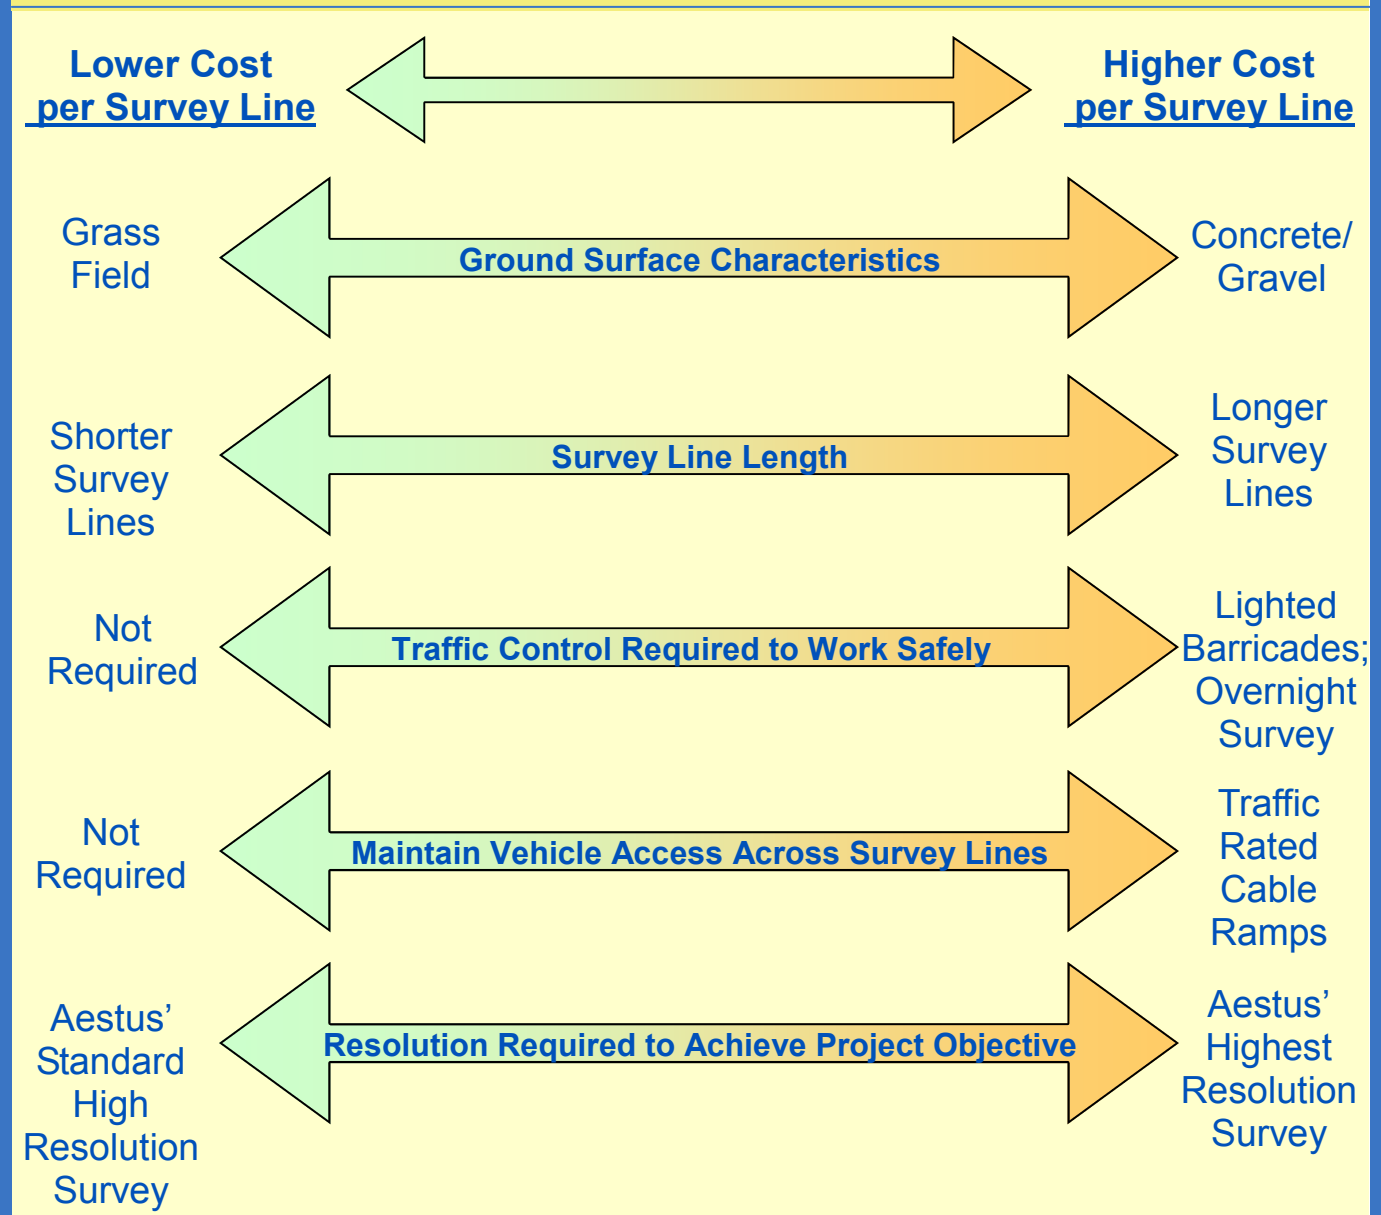 Lower Cost
per Survey Line
Higher Cost
per Survey Line
Grass
Field
Ground Surface Characteristics
Concrete/
Gravel
Shorter
Survey
Lines
Survey Line Length
Longer
Survey
Lines
Not
Required
Traffic Control Required to Work Safely
Lighted
Barricades;
Overnight
Survey
Not
Required
Maintain Vehicle Access Across Survey Lines
Traffic
Rated
Cable
Ramps
Aestus’
Standard
High
Resolution
Survey
Resolution Required to Achieve Project Objective
Aestus’
Highest
Resolution
Survey